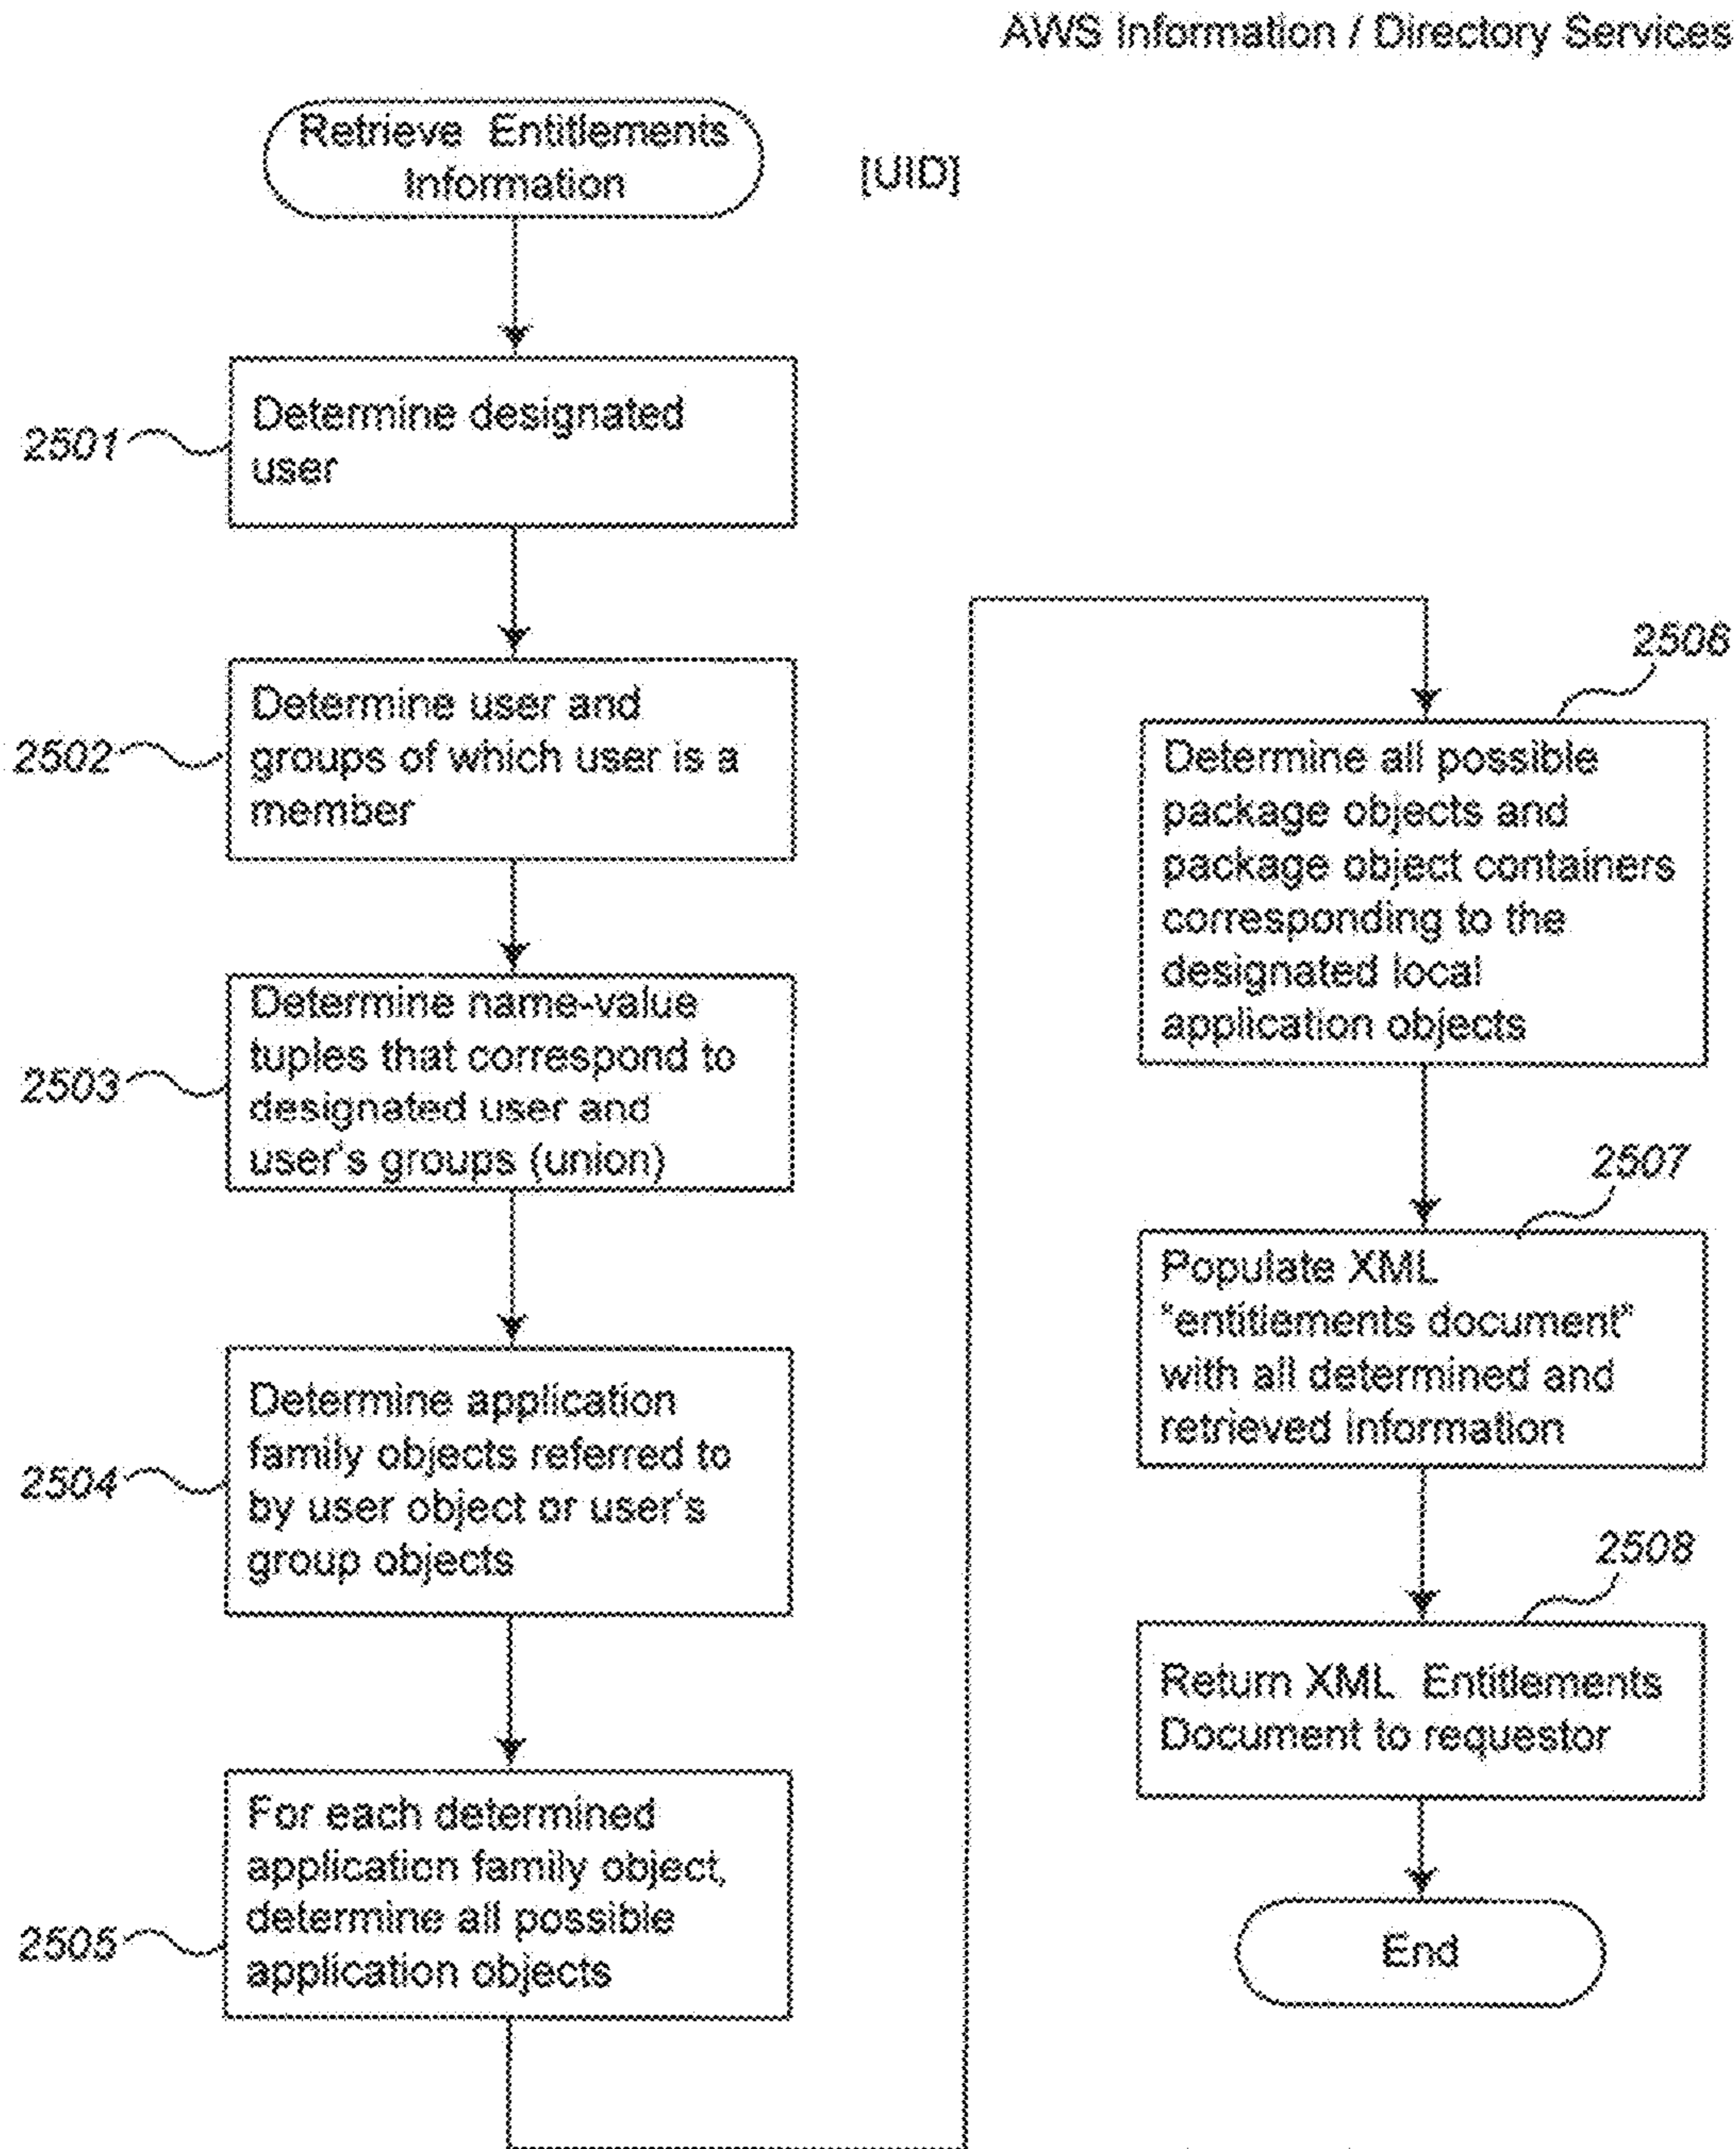 AWS Information / Directory Services
Retrieve Entitlements
Information
[UID]
2501
Determine designated
user
2502
Determine user and
groups of which user is a
member
2503
Determine name-value
tuples that correspond to
designated user and
user's groups (union)
2504
Determine application
family objects referred to
by user object or user's
group objects
2505
For each determined
application family object,
determine all possible
application objects
2506
Determine all possible
package objects and
package object containers
corresponding to the
designated local
application objects
2507
Populate XML
"entitlements document"
with all determined and
retrieved information
2508
Return XML Entitlements
Document to requestor
End